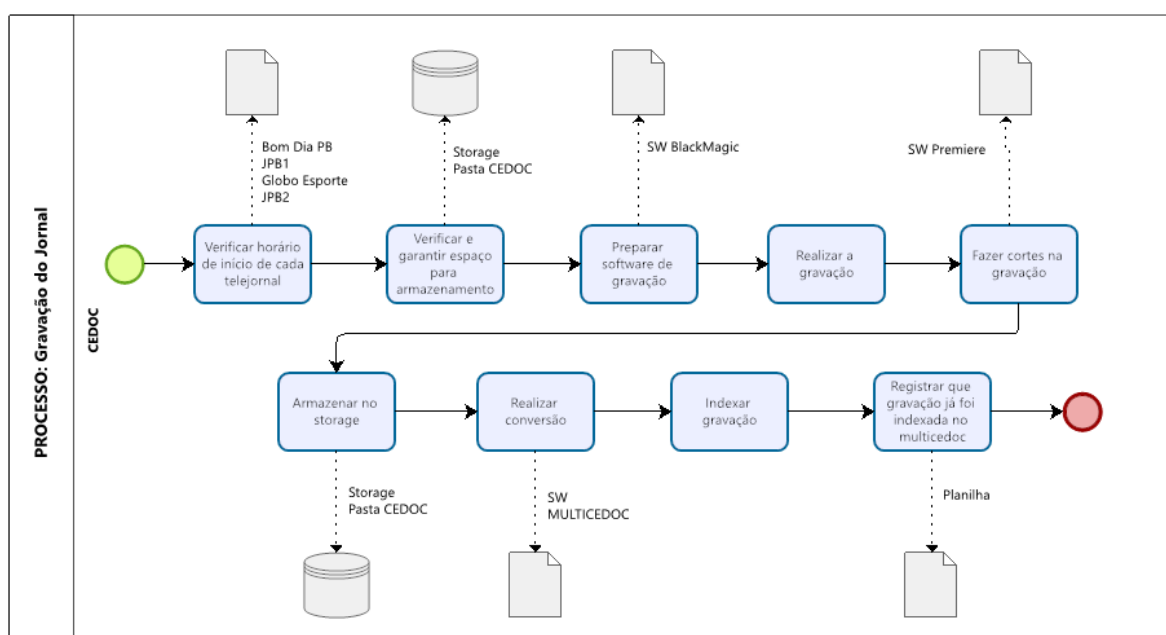 PROCESSO: Gravação do Jornal
CEDOC
Bom Dia PB
JPB1
Globo Esporte
JPB2
Storage
Pasta CEDOC
SW BlackMagic
SW Premiere
Verificar horário
de início de cada
telejornal
Verificar e
garantir espaço
para
armazenamento
Preparar
software de
gravação
Realizar a
gravação
Fazer cortes na
gravação
Armazenar no
storage
Realizar
conversão
Indexar
gravação
Registrar que
gravação já foi
indexada no
multicedoc
Storage
Pasta CEDOC
SW
MULTICEDOC
Planilha